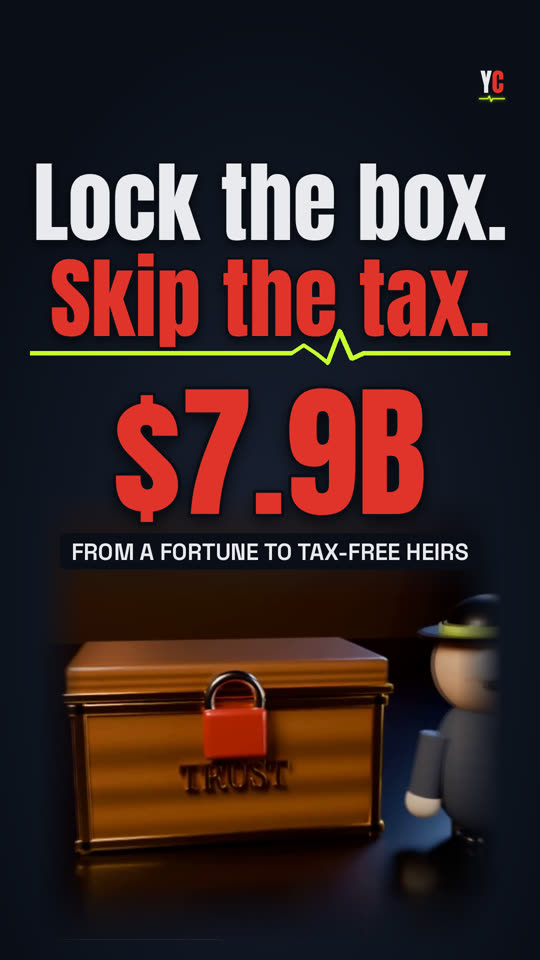 YC
Lock the box.
Skip the tax.
$7.9B
FROM A FORTUNE TO TAX-FREE HEIRS
TRUST